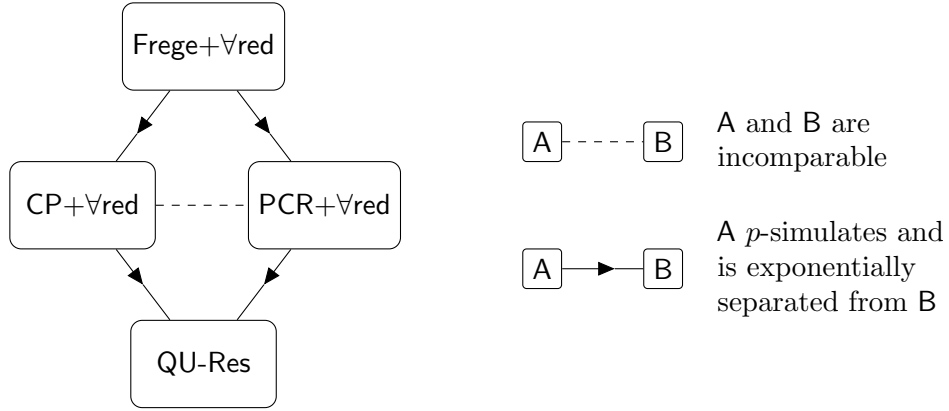 Frege+∀red
CP+∀red
PCR+∀red
QU-Res
A
B
A and B are
incomparable
A
B
A p-simulates and
is exponentially
separated from B